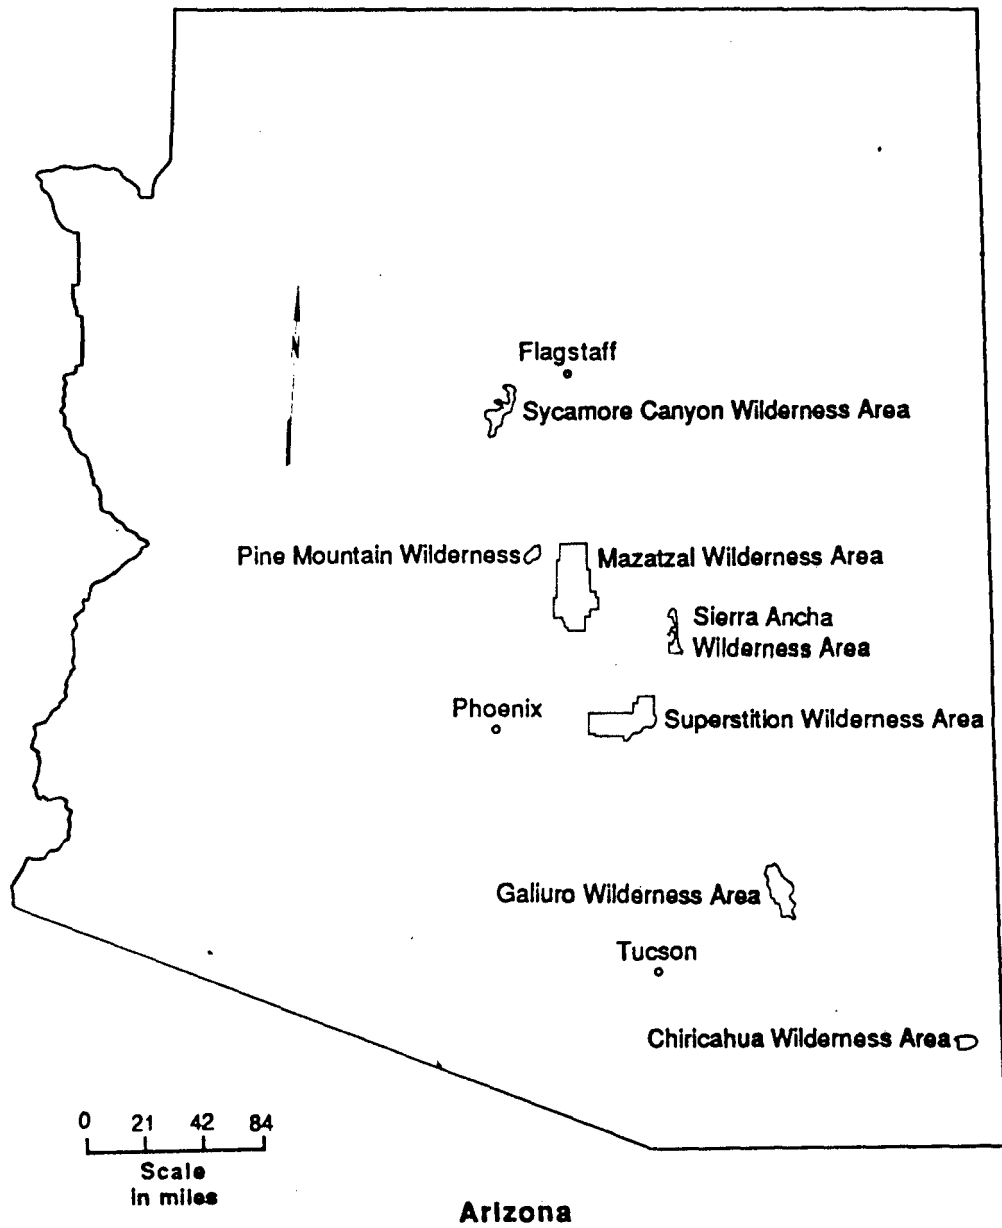 N
Flagstaff
Sycamore Canyon Wilderness Area
Pine Mountain Wilderness
Mazatzal Wilderness Area
Sierra Ancha
Wilderness Area
Phoenix
Superstition Wilderness Area
Galiuro Wilderness Area
Tucson
Chiricahua Wilderness Area
0 21 42 84
Scale
in miles
Arizona